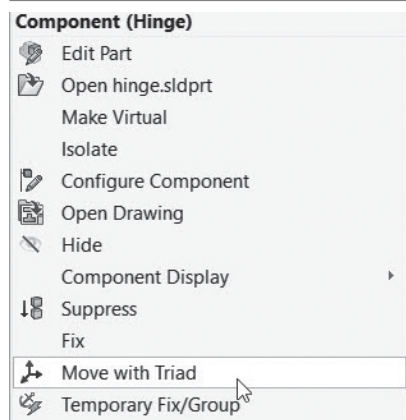 Component (Hinge)
Edit Part
Open hinge.sldprt
Make Virtual
Isolate
Configure Component
Open Drawing
Hide
Component Display
Suppress
Fix
Move with Triad
Temporary Fix/Group